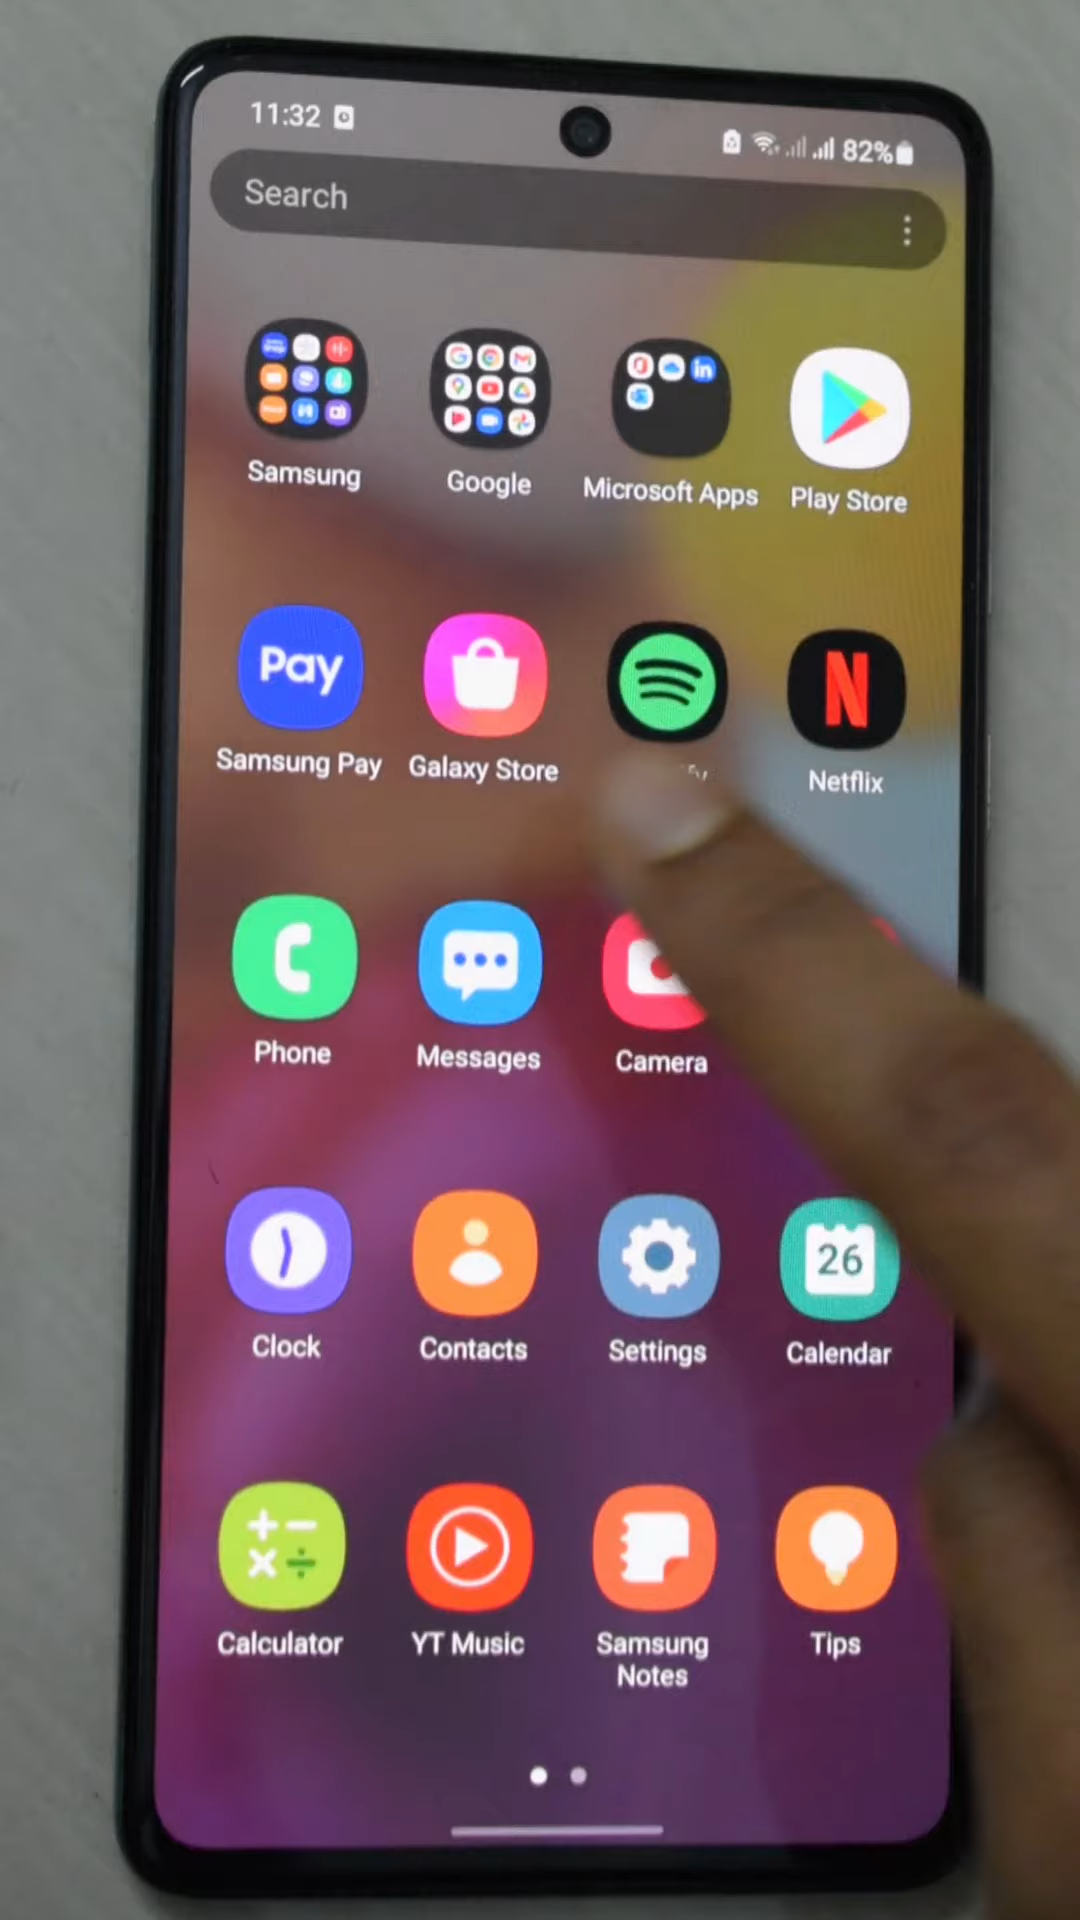 11:32
82%
Search
Samsung
Google
Microsoft Apps
Play Store
Pay
N
Samsung Pay
Galaxy Store
Netflix
Phone
Messages
Camera
26
Clock
Contacts
Settings
Calendar
Calculator
YT Music
Samsung
Notes
Tips